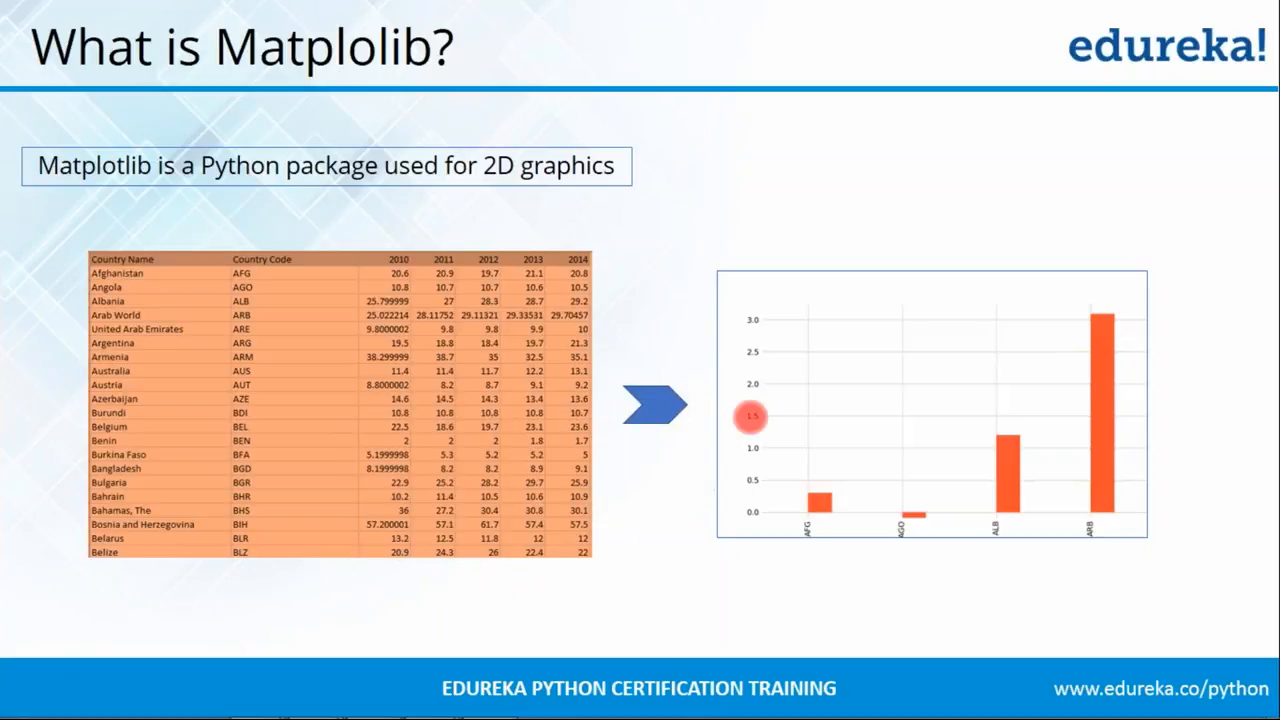 What is Matplolib?
edureka!
Matplotlib is a Python package used for 2D graphics
Country Name Country Code 2010 2011 2012 2013 2014
Afghanistan AFG 20.6 20.9 19.7 21.1 20.8
Angola AGO 10.8 10.7 10.7 10.6 10.5
Albania ALB 25.799999 27 28.3 28.7 29.2
Arab World ARB 25.022214 28.11752 29.11321 29.33531 29.70457
United Arab Emirates ARE 9.8000002 9.8 9.8 9.9 10
Argentina ARG 19.5 18.8 18.4 19.7 21.3
Armenia ARM 38.299999 38.7 35 32.5 35.1
Australia AUS 11.4 11.4 11.7 12.2 13.1
Austria AUT 8.8000002 8.2 8.7 9.1 9.2
Azerbaijan AZE 14.6 14.5 14.3 13.4 13.6
Burundi BDI 10.8 10.8 10.8 10.8 10.7
Belgium BEL 22.5 18.6 19.7 23.1 23.6
Benin BEN 2 2 2 1.8 1.7
Burkina Faso BFA 5.1999998 5.3 5.2 5.2 5
Bangladesh BGD 8.1999998 8.2 8.2 8.9 9.1
Bulgaria BGR 22.9 25.2 28.2 29.7 25.9
Bahrain BHR 10.2 11.4 10.5 10.6 10.9
Bahamas, The BHS 36 27.2 30.4 30.8 30.1
Bosnia and Herzegovina BIH 57.200001 57.1 61.7 57.4 57.5
Belarus BLR 13.2 12.5 11.8 12 12
Belize BLZ 20.9 24.3 26 22.4 22
3.0
2.5
2.0
1.5
1.0
0.5
0.0
AFG AGO ALB ARB
EDUREKA PYTHON CERTIFICATION TRAINING
www.edureka.co/python